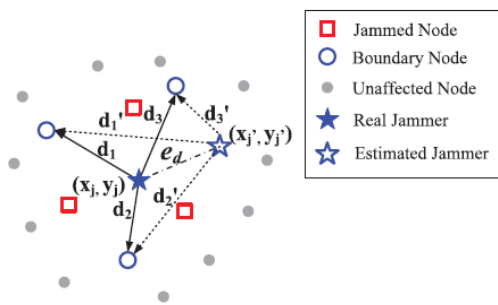 Jammed Node
Boundary Node
Unaffected Node
Real Jammer
Estimated Jammer
d₁'
d₃
d₃'
(xⱼ', yⱼ')
d₁
e_d
(xⱼ, yⱼ)
d₂
d₂'